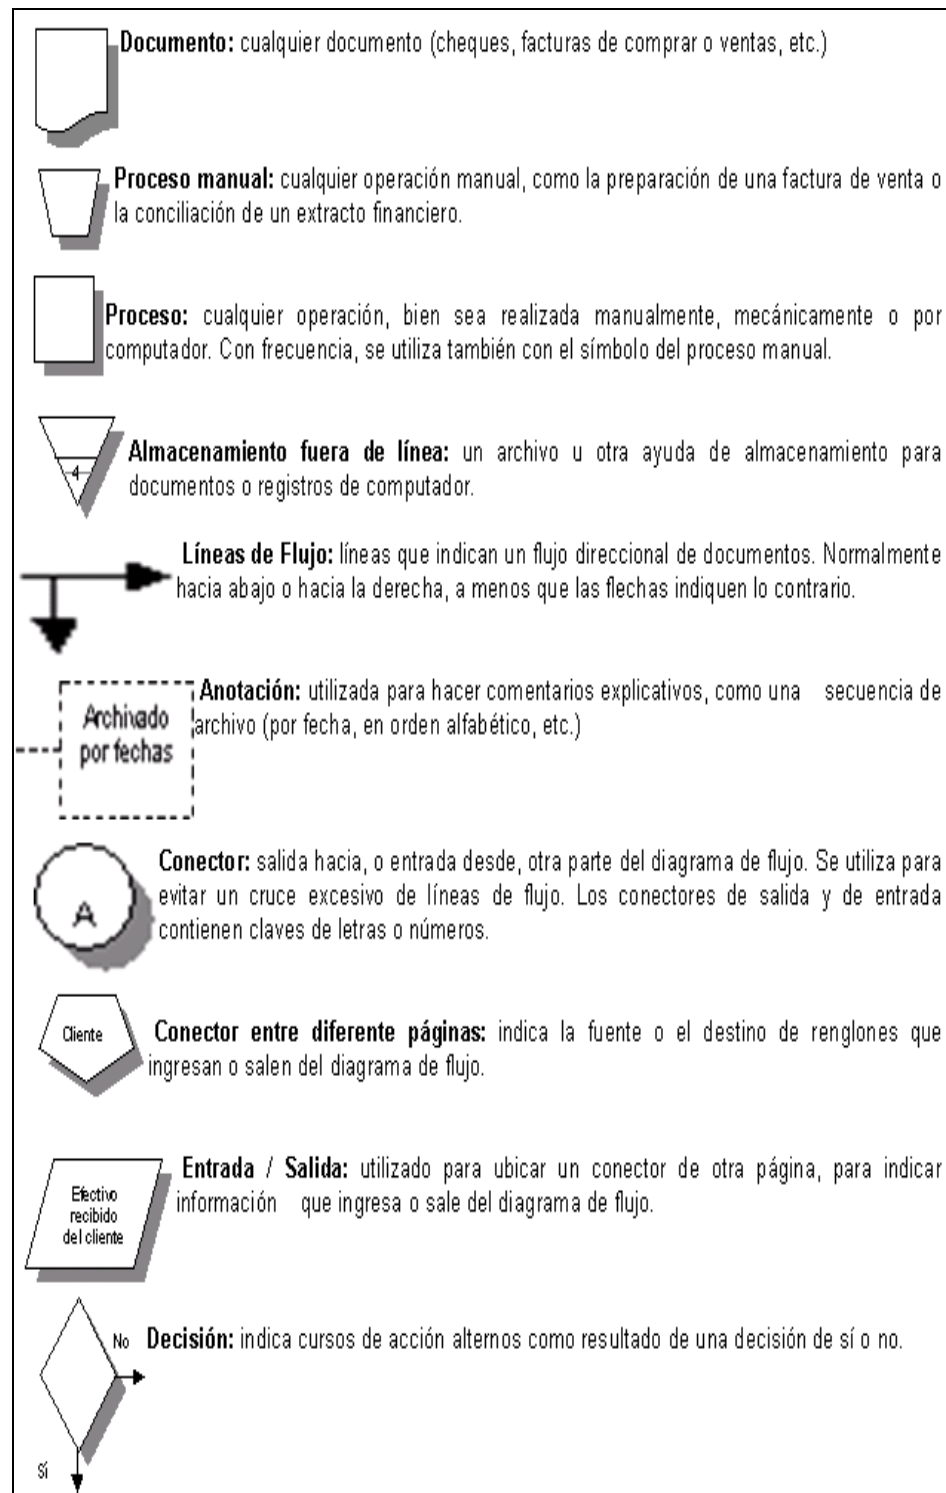 Documento: cualquier documento (cheques, facturas de comprar o ventas, etc.)
Proceso manual: cualquier operación manual, como la preparación de una factura de venta o
la conciliación de un extracto financiero.
Proceso: cualquier operación, bien sea realizada manualmente, mecánicamente o por
computador. Con frecuencia, se utiliza también con el símbolo del proceso manual.
4
Almacenamiento fuera de línea: un archivo u otra ayuda de almacenamiento para
documentos o registros de computador.
Líneas de Flujo: líneas que indican un flujo direccional de documentos. Normalmente
hacia abajo o hacia la derecha, a menos que las flechas indiquen lo contrario.
Archivado
por fechas
Anotación: utilizada para hacer comentarios explicativos, como una secuencia de
archivo (por fecha, en orden alfabético, etc.)
A
Conector: salida hacia, o entrada desde, otra parte del diagrama de flujo. Se utiliza para
evitar un cruce excesivo de líneas de flujo. Los conectores de salida y de entrada
contienen claves de letras o números.
Cliente
Conector entre diferente páginas: indica la fuente o el destino de renglones que
ingresan o salen del diagrama de flujo.
Efectivo
recibido
del cliente
Entrada / Salida: utilizado para ubicar un conector de otra página, para indicar
información que ingresa o sale del diagrama de flujo.
No
Decisión: indica cursos de acción alternos como resultado de una decisión de sí o no.
Sí